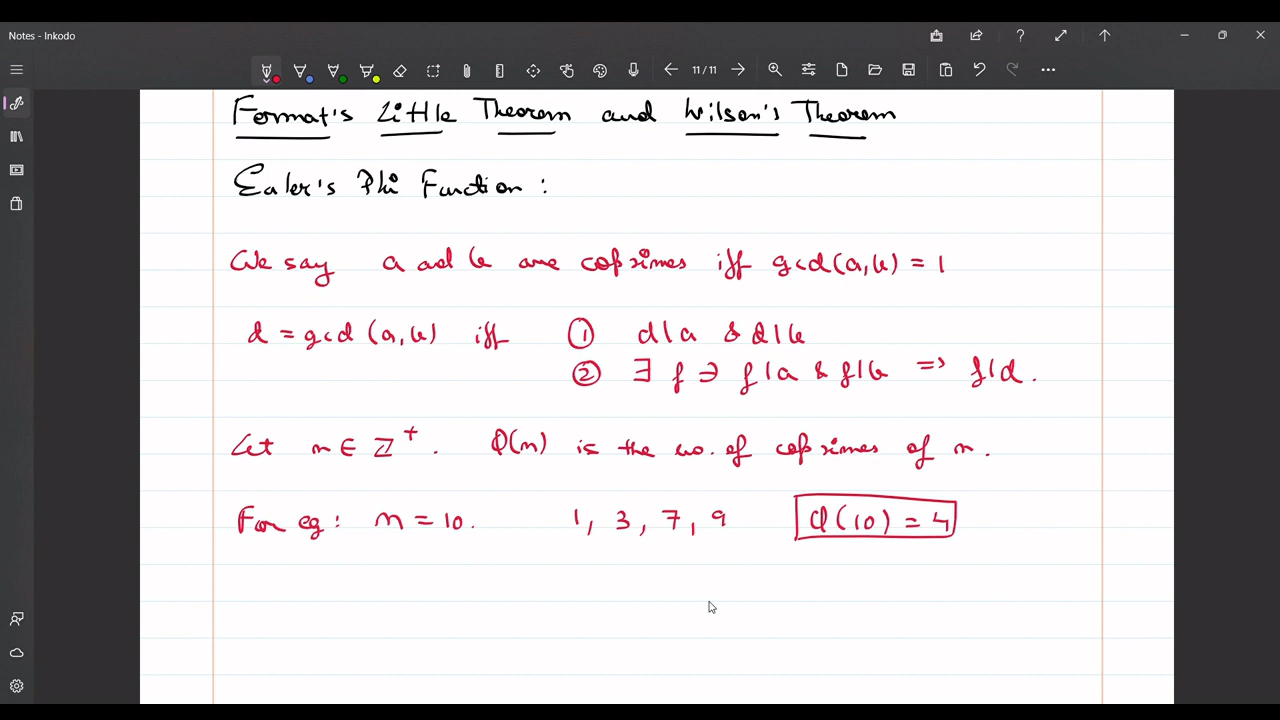 Notes - Inkodo
11/11
Fermat's Little Theorem and Wilson's Theorem
Euler's Phi Function :
We say a ad b are coprimes iff gcd(a,b) = 1
d = gcd (a,b) iff ① d|a & d|b
② ∃ f ∋ f|a & f|b => f|d.
Let n ∈ ℤ⁺. Φ(n) is the no. of coprimes of n.
For eg: n = 10. 1, 3, 7, 9 Φ(10) = 4